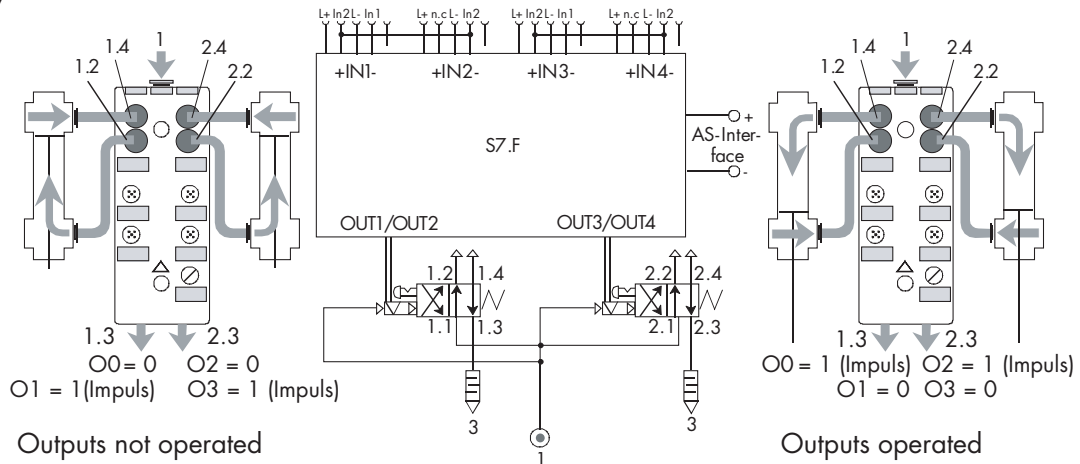 L+ In2 L- In1
L+ n.c L- In2
L+ In2 L- In1
L+ n.c L- In2
+IN1-
+IN2-
+IN3-
+IN4-
1
1.4
2.4
1.2
2.2
1
1.4
2.4
1.2
2.2
S7.F
+
AS-Inter-
face
-
OUT1/OUT2
OUT3/OUT4
1.2
1.4
2.2
2.4
1.1
1.3
2.1
2.3
1.3
2.3
O0 = 0
O2 = 0
O1 = 1(Impuls)
O3 = 1 (Impuls)
1.3
2.3
O0 = 1 (Impuls)
O2 = 1 (Impuls)
O1 = 0
O3 = 0
3
3
1
Outputs not operated
Outputs operated